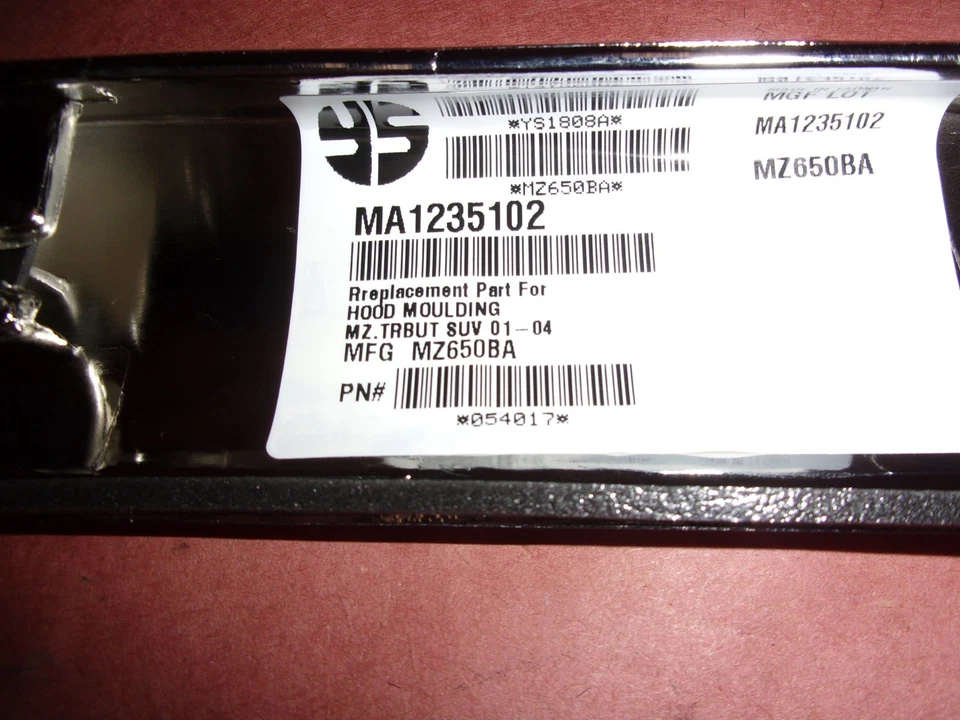 YS
*YS1808A*
*MZ650BA*
MA1235102
Rreplacement Part For
HOOD MOULDING
MZ.TRBUT SUV 01-04
MFG MZ650BA
PN#
*054017*
MGF LOT
MA1235102
MZ650BA